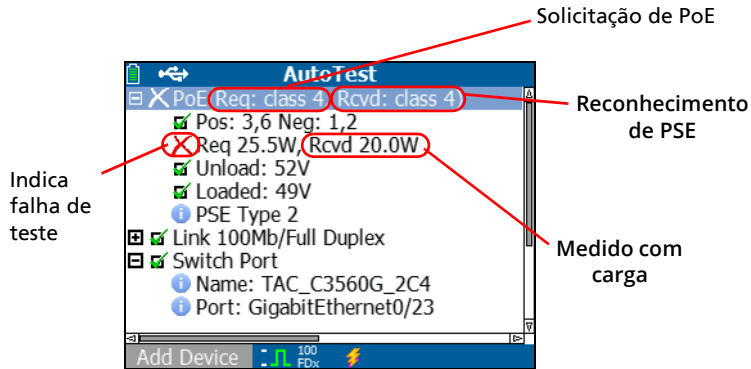 Solicitação de PoE
AutoTest
PoE Req: class 4 Rcvd: class 4
Pos: 3,6 Neg: 1,2
Req 25.5W, Rcvd 20.0W
Unload: 52V
Loaded: 49V
PSE Type 2
Link 100Mb/Full Duplex
Switch Port
Name: TAC_C3560G_2C4
Port: GigabitEthernet0/23
Add Device
100
FDx
Reconhecimento
de PSE
Indica
falha de
teste
Medido com
carga